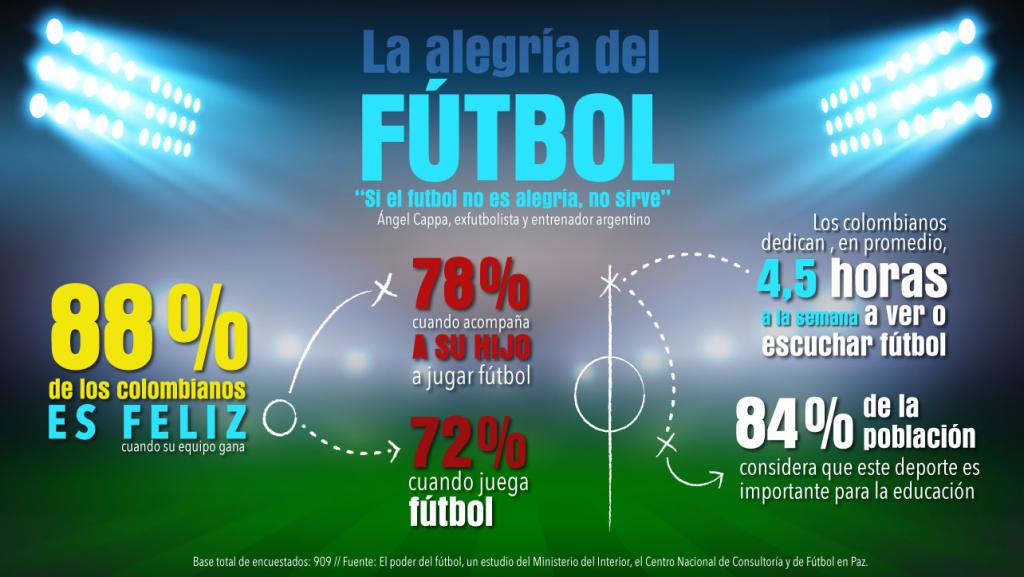 La alegría del
FÚTBOL
“Si el futbol no es alegria, no sirve”
Ángel Cappa, exfutbolista y entrenador argentino
88%
de los colombianos
ES FELIZ
cuando su equipo gana
78%
cuando acompaña
A SU HIJO
a jugar fútbol
72%
cuando juega
fútbol
Los colombianos
dedican , en promedio,
4,5 horas
a la semana a ver o
escuchar fútbol
84% de la
población
considera que este deporte es
importante para la educación
Base total de encuestados: 909 // Fuente: El poder del fútbol, un estudio del Ministerio del Interior, el Centro Nacional de Consultoría y de Fútbol en Paz.